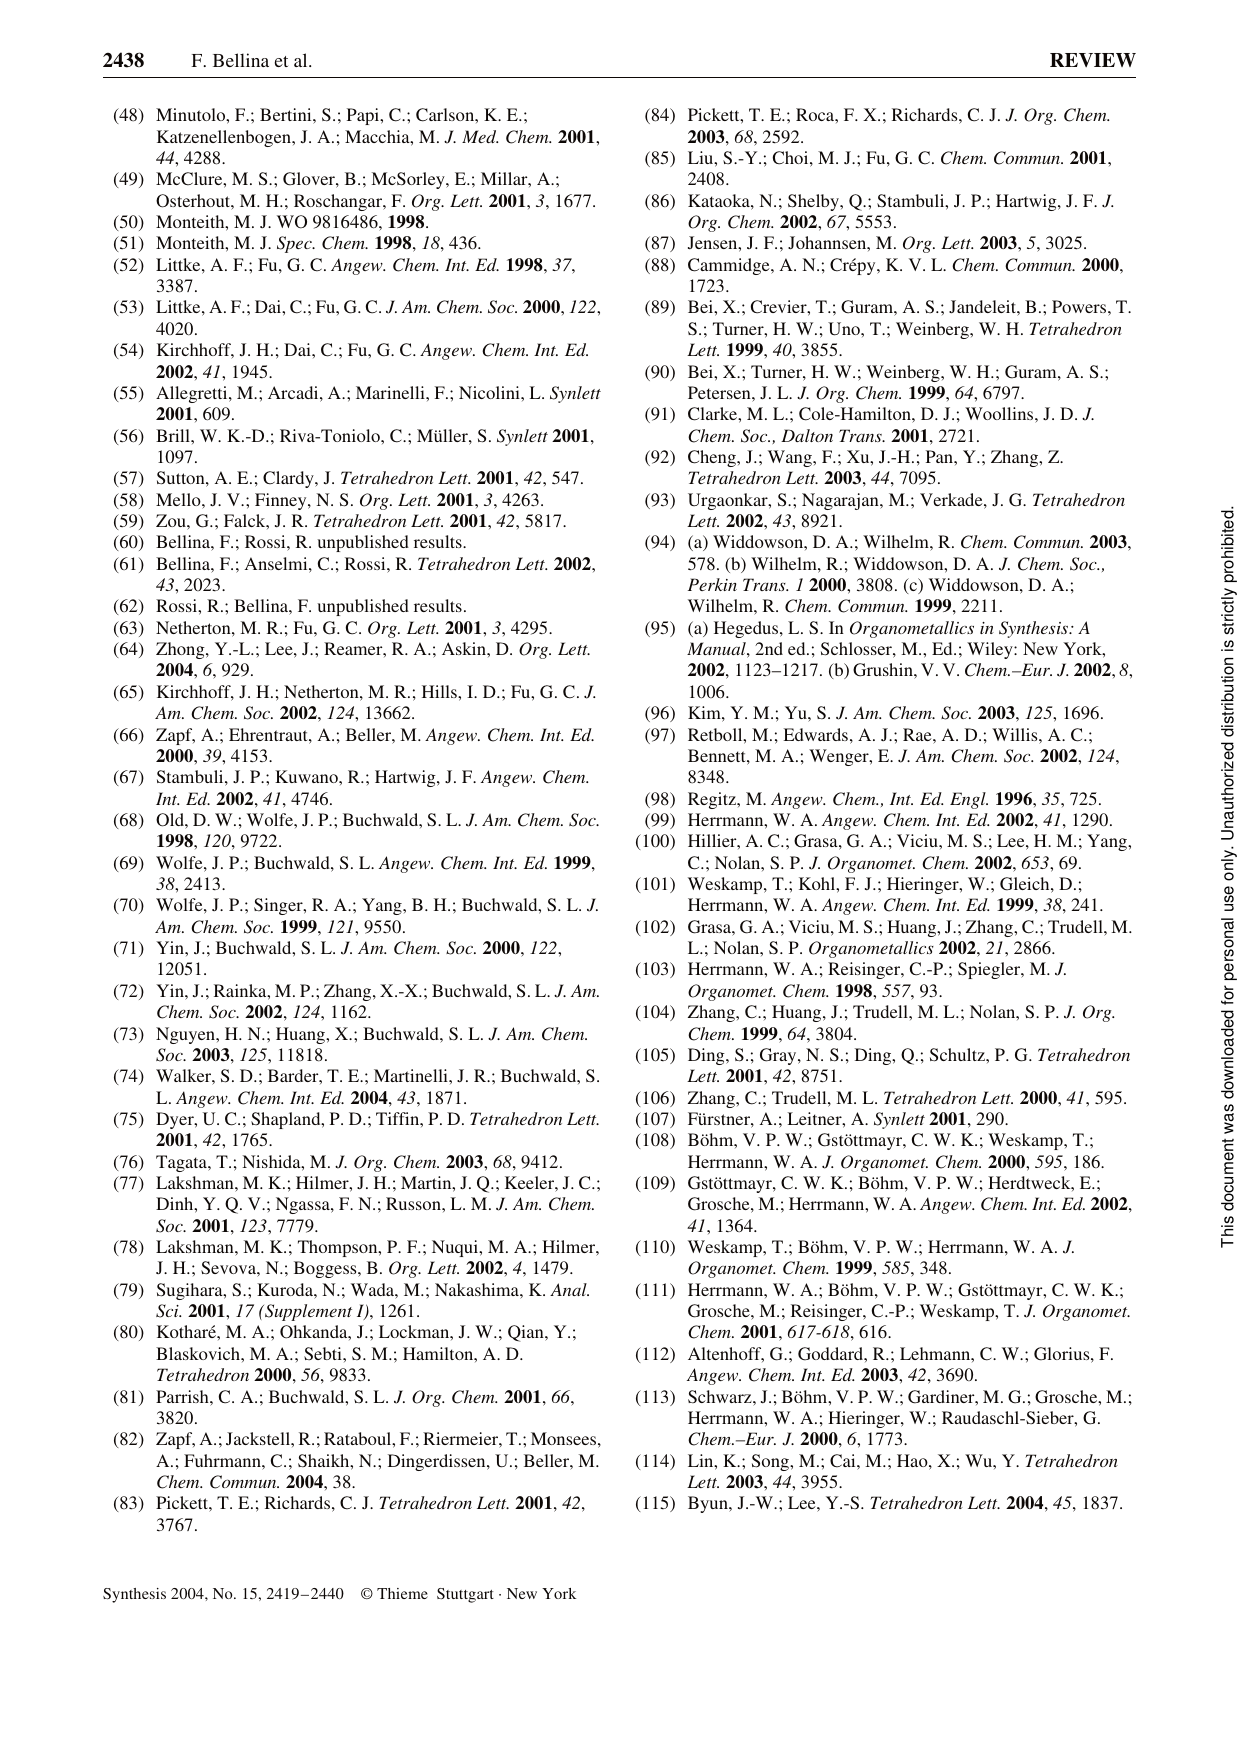 2438 F. Bellina et al. REVIEW
(48) Minutolo, F.; Bertini, S.; Papi, C.; Carlson, K. E.;
Katzenellenbogen, J. A.; Macchia, M. J. Med. Chem. 2001,
44, 4288.
(49) McClure, M. S.; Glover, B.; McSorley, E.; Millar, A.;
Osterhout, M. H.; Roschangar, F. Org. Lett. 2001, 3, 1677.
(50) Monteith, M. J. WO 9816486, 1998.
(51) Monteith, M. J. Spec. Chem. 1998, 18, 436.
(52) Littke, A. F.; Fu, G. C. Angew. Chem. Int. Ed. 1998, 37,
3387.
(53) Littke, A. F.; Dai, C.; Fu, G. C. J. Am. Chem. Soc. 2000, 122,
4020.
(54) Kirchhoff, J. H.; Dai, C.; Fu, G. C. Angew. Chem. Int. Ed.
2002, 41, 1945.
(55) Allegretti, M.; Arcadi, A.; Marinelli, F.; Nicolini, L. Synlett
2001, 609.
(56) Brill, W. K.-D.; Riva-Toniolo, C.; Müller, S. Synlett 2001,
1097.
(57) Sutton, A. E.; Clardy, J. Tetrahedron Lett. 2001, 42, 547.
(58) Mello, J. V.; Finney, N. S. Org. Lett. 2001, 3, 4263.
(59) Zou, G.; Falck, J. R. Tetrahedron Lett. 2001, 42, 5817.
(60) Bellina, F.; Rossi, R. unpublished results.
(61) Bellina, F.; Anselmi, C.; Rossi, R. Tetrahedron Lett. 2002,
43, 2023.
(62) Rossi, R.; Bellina, F. unpublished results.
(63) Netherton, M. R.; Fu, G. C. Org. Lett. 2001, 3, 4295.
(64) Zhong, Y.-L.; Lee, J.; Reamer, R. A.; Askin, D. Org. Lett.
2004, 6, 929.
(65) Kirchhoff, J. H.; Netherton, M. R.; Hills, I. D.; Fu, G. C. J.
Am. Chem. Soc. 2002, 124, 13662.
(66) Zapf, A.; Ehrentraut, A.; Beller, M. Angew. Chem. Int. Ed.
2000, 39, 4153.
(67) Stambuli, J. P.; Kuwano, R.; Hartwig, J. F. Angew. Chem.
Int. Ed. 2002, 41, 4746.
(68) Old, D. W.; Wolfe, J. P.; Buchwald, S. L. J. Am. Chem. Soc.
1998, 120, 9722.
(69) Wolfe, J. P.; Buchwald, S. L. Angew. Chem. Int. Ed. 1999,
38, 2413.
(70) Wolfe, J. P.; Singer, R. A.; Yang, B. H.; Buchwald, S. L. J.
Am. Chem. Soc. 1999, 121, 9550.
(71) Yin, J.; Buchwald, S. L. J. Am. Chem. Soc. 2000, 122,
12051.
(72) Yin, J.; Rainka, M. P.; Zhang, X.-X.; Buchwald, S. L. J. Am.
Chem. Soc. 2002, 124, 1162.
(73) Nguyen, H. N.; Huang, X.; Buchwald, S. L. J. Am. Chem.
Soc. 2003, 125, 11818.
(74) Walker, S. D.; Barder, T. E.; Martinelli, J. R.; Buchwald, S.
L. Angew. Chem. Int. Ed. 2004, 43, 1871.
(75) Dyer, U. C.; Shapland, P. D.; Tiffin, P. D. Tetrahedron Lett.
2001, 42, 1765.
(76) Tagata, T.; Nishida, M. J. Org. Chem. 2003, 68, 9412.
(77) Lakshman, M. K.; Hilmer, J. H.; Martin, J. Q.; Keeler, J. C.;
Dinh, Y. Q. V.; Ngassa, F. N.; Russon, L. M. J. Am. Chem.
Soc. 2001, 123, 7779.
(78) Lakshman, M. K.; Thompson, P. F.; Nuqui, M. A.; Hilmer,
J. H.; Sevova, N.; Boggess, B. Org. Lett. 2002, 4, 1479.
(79) Sugihara, S.; Kuroda, N.; Wada, M.; Nakashima, K. Anal.
Sci. 2001, 17 (Supplement I), 1261.
(80) Kotharé, M. A.; Ohkanda, J.; Lockman, J. W.; Qian, Y.;
Blaskovich, M. A.; Sebti, S. M.; Hamilton, A. D.
Tetrahedron 2000, 56, 9833.
(81) Parrish, C. A.; Buchwald, S. L. J. Org. Chem. 2001, 66,
3820.
(82) Zapf, A.; Jackstell, R.; Rataboul, F.; Riermeier, T.; Monsees,
A.; Fuhrmann, C.; Shaikh, N.; Dingerdissen, U.; Beller, M.
Chem. Commun. 2004, 38.
(83) Pickett, T. E.; Richards, C. J. Tetrahedron Lett. 2001, 42,
3767.
(84) Pickett, T. E.; Roca, F. X.; Richards, C. J. J. Org. Chem.
2003, 68, 2592.
(85) Liu, S.-Y.; Choi, M. J.; Fu, G. C. Chem. Commun. 2001,
2408.
(86) Kataoka, N.; Shelby, Q.; Stambuli, J. P.; Hartwig, J. F. J.
Org. Chem. 2002, 67, 5553.
(87) Jensen, J. F.; Johannsen, M. Org. Lett. 2003, 5, 3025.
(88) Cammidge, A. N.; Crépy, K. V. L. Chem. Commun. 2000,
1723.
(89) Bei, X.; Crevier, T.; Guram, A. S.; Jandeleit, B.; Powers, T.
S.; Turner, H. W.; Uno, T.; Weinberg, W. H. Tetrahedron
Lett. 1999, 40, 3855.
(90) Bei, X.; Turner, H. W.; Weinberg, W. H.; Guram, A. S.;
Petersen, J. L. J. Org. Chem. 1999, 64, 6797.
(91) Clarke, M. L.; Cole-Hamilton, D. J.; Woollins, J. D. J.
Chem. Soc., Dalton Trans. 2001, 2721.
(92) Cheng, J.; Wang, F.; Xu, J.-H.; Pan, Y.; Zhang, Z.
Tetrahedron Lett. 2003, 44, 7095.
(93) Urgaonkar, S.; Nagarajan, M.; Verkade, J. G. Tetrahedron
Lett. 2002, 43, 8921.
(94) (a) Widdowson, D. A.; Wilhelm, R. Chem. Commun. 2003,
578. (b) Wilhelm, R.; Widdowson, D. A. J. Chem. Soc.,
Perkin Trans. 1 2000, 3808. (c) Widdowson, D. A.;
Wilhelm, R. Chem. Commun. 1999, 2211.
(95) (a) Hegedus, L. S. In Organometallics in Synthesis: A
Manual, 2nd ed.; Schlosser, M., Ed.; Wiley: New York,
2002, 1123–1217. (b) Grushin, V. V. Chem.–Eur. J. 2002, 8,
1006.
(96) Kim, Y. M.; Yu, S. J. Am. Chem. Soc. 2003, 125, 1696.
(97) Retboll, M.; Edwards, A. J.; Rae, A. D.; Willis, A. C.;
Bennett, M. A.; Wenger, E. J. Am. Chem. Soc. 2002, 124,
8348.
(98) Regitz, M. Angew. Chem., Int. Ed. Engl. 1996, 35, 725.
(99) Herrmann, W. A. Angew. Chem. Int. Ed. 2002, 41, 1290.
(100) Hillier, A. C.; Grasa, G. A.; Viciu, M. S.; Lee, H. M.; Yang,
C.; Nolan, S. P. J. Organomet. Chem. 2002, 653, 69.
(101) Weskamp, T.; Kohl, F. J.; Hieringer, W.; Gleich, D.;
Herrmann, W. A. Angew. Chem. Int. Ed. 1999, 38, 241.
(102) Grasa, G. A.; Viciu, M. S.; Huang, J.; Zhang, C.; Trudell, M.
L.; Nolan, S. P. Organometallics 2002, 21, 2866.
(103) Herrmann, W. A.; Reisinger, C.-P.; Spiegler, M. J.
Organomet. Chem. 1998, 557, 93.
(104) Zhang, C.; Huang, J.; Trudell, M. L.; Nolan, S. P. J. Org.
Chem. 1999, 64, 3804.
(105) Ding, S.; Gray, N. S.; Ding, Q.; Schultz, P. G. Tetrahedron
Lett. 2001, 42, 8751.
(106) Zhang, C.; Trudell, M. L. Tetrahedron Lett. 2000, 41, 595.
(107) Fürstner, A.; Leitner, A. Synlett 2001, 290.
(108) Böhm, V. P. W.; Gstöttmayr, C. W. K.; Weskamp, T.;
Herrmann, W. A. J. Organomet. Chem. 2000, 595, 186.
(109) Gstöttmayr, C. W. K.; Böhm, V. P. W.; Herdtweck, E.;
Grosche, M.; Herrmann, W. A. Angew. Chem. Int. Ed. 2002,
41, 1364.
(110) Weskamp, T.; Böhm, V. P. W.; Herrmann, W. A. J.
Organomet. Chem. 1999, 585, 348.
(111) Herrmann, W. A.; Böhm, V. P. W.; Gstöttmayr, C. W. K.;
Grosche, M.; Reisinger, C.-P.; Weskamp, T. J. Organomet.
Chem. 2001, 617-618, 616.
(112) Altenhoff, G.; Goddard, R.; Lehmann, C. W.; Glorius, F.
Angew. Chem. Int. Ed. 2003, 42, 3690.
(113) Schwarz, J.; Böhm, V. P. W.; Gardiner, M. G.; Grosche, M.;
Herrmann, W. A.; Hieringer, W.; Raudaschl-Sieber, G.
Chem.–Eur. J. 2000, 6, 1773.
(114) Lin, K.; Song, M.; Cai, M.; Hao, X.; Wu, Y. Tetrahedron
Lett. 2003, 44, 3955.
(115) Byun, J.-W.; Lee, Y.-S. Tetrahedron Lett. 2004, 45, 1837.
Synthesis 2004, No. 15, 2419–2440 © Thieme Stuttgart · New York
This document was downloaded for personal use only. Unauthorized distribution is strictly prohibited.